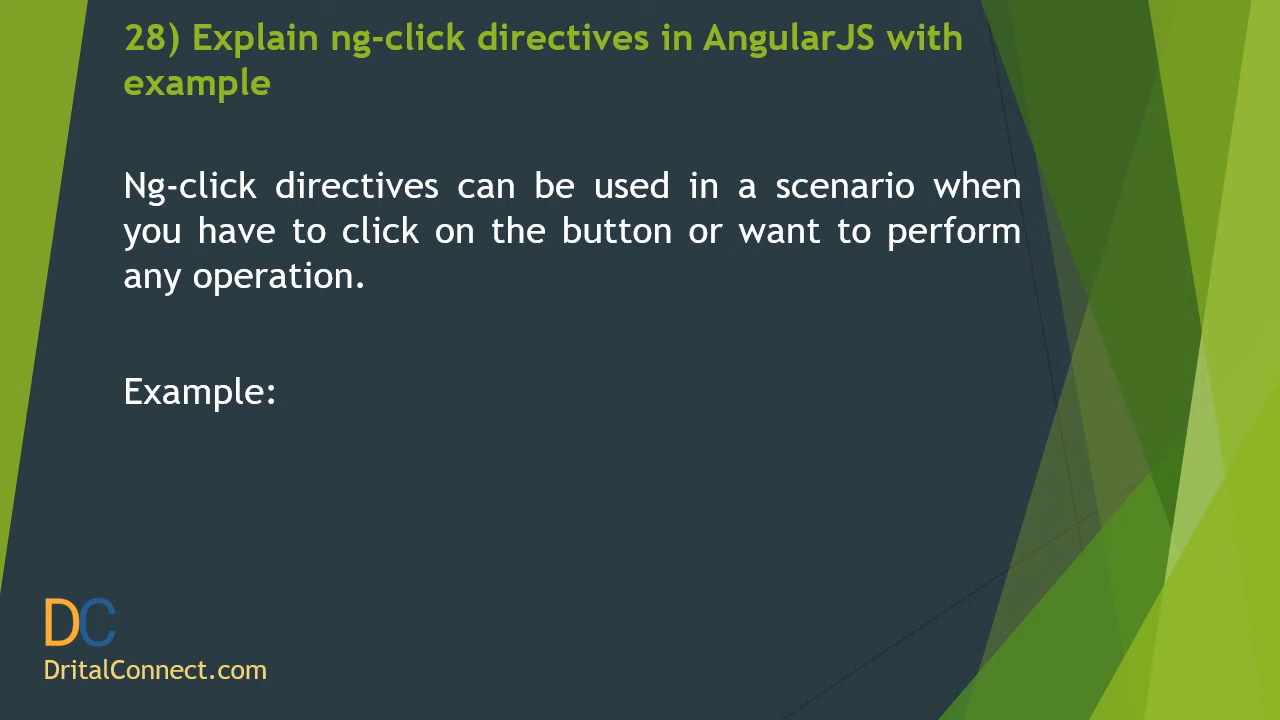 28) Explain ng-click directives in AngularJS with
example
Ng-click directives can be used in a scenario when
you have to click on the button or want to perform
any operation.
Example:
DC
DritalConnect.com